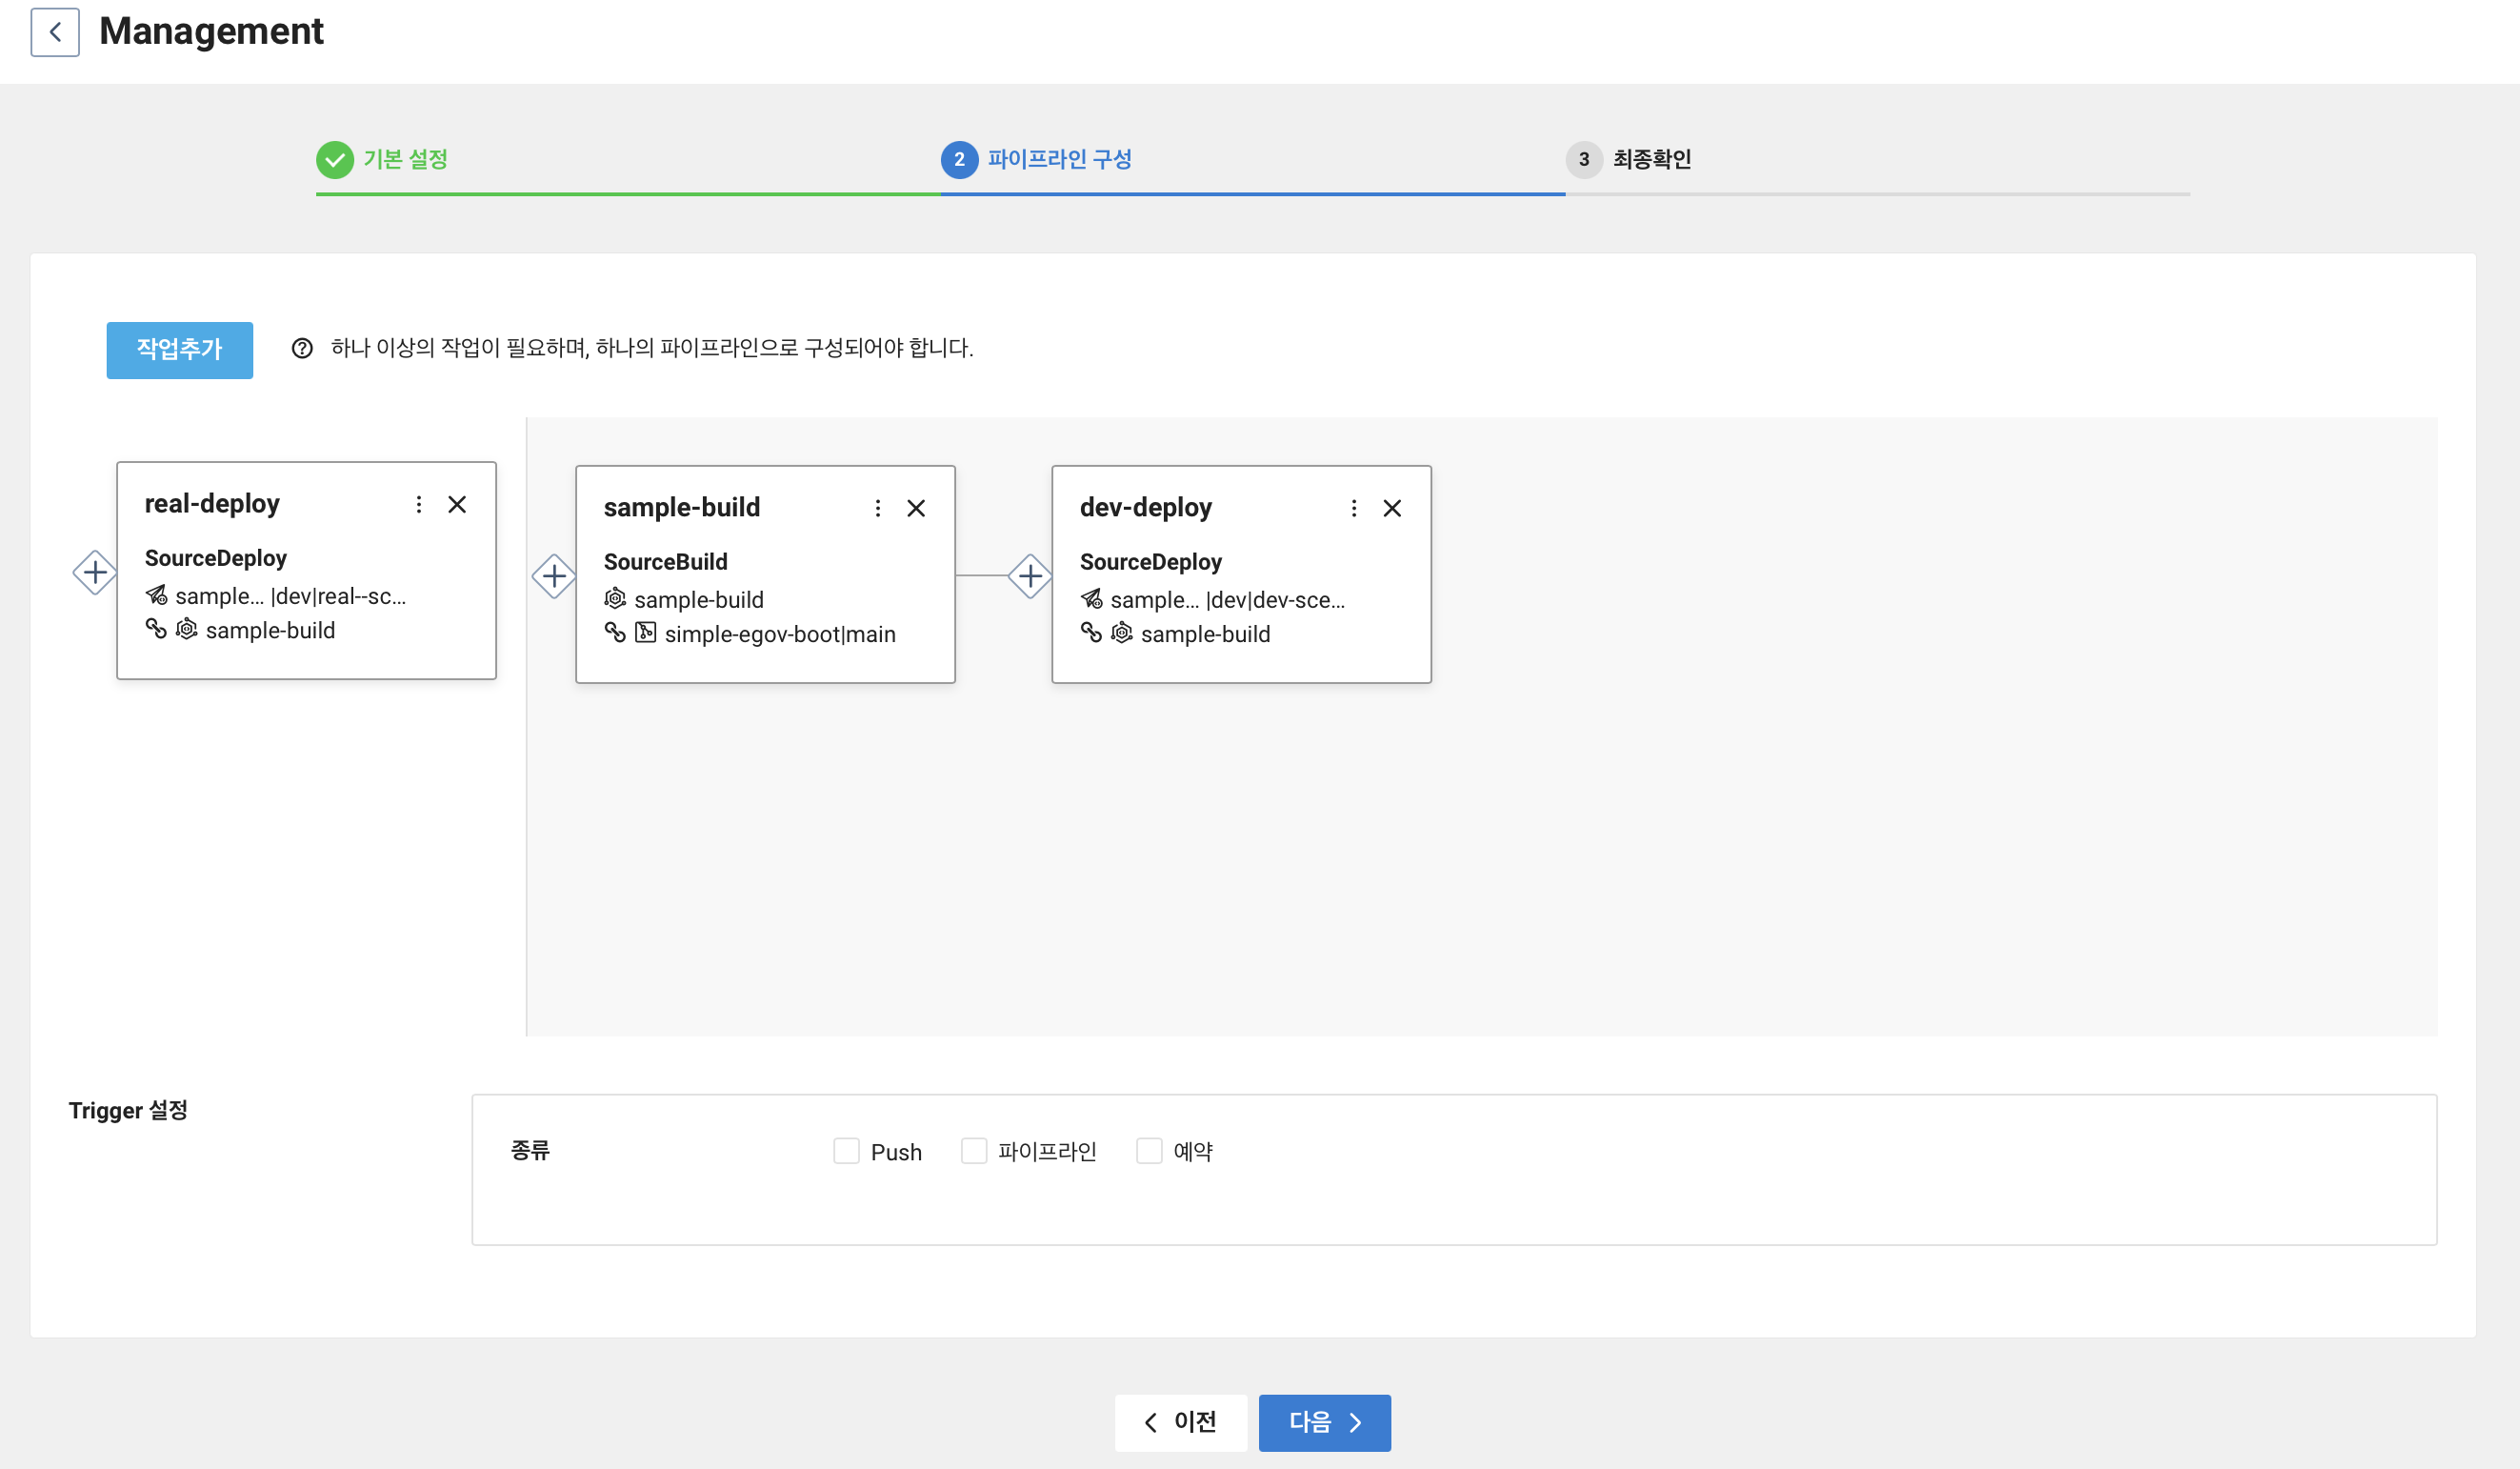 Management
기본 설정
2 파이프라인 구성
3 최종확인
작업추가
하나 이상의 작업이 필요하며, 하나의 파이프라인으로 구성되어야 합니다.
real-deploy
SourceDeploy
sample... |dev|real--sc...
sample-build
sample-build
SourceBuild
sample-build
simple-egov-boot|main
dev-deploy
SourceDeploy
sample... |dev|dev-sce...
sample-build
Trigger 설정
종류
Push
파이프라인
예약
이전
다음